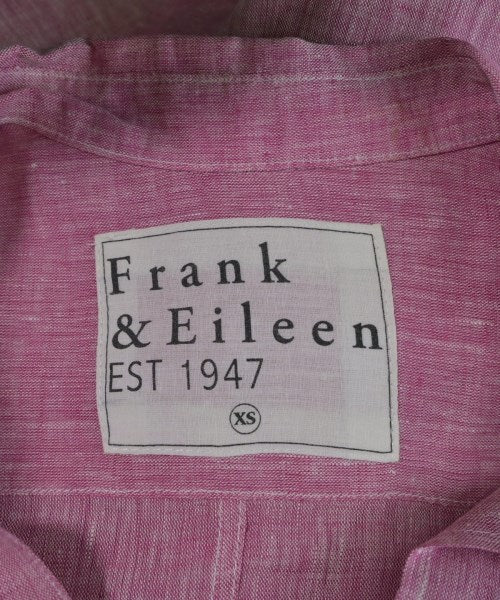 Frank
& Eileen
EST 1947
XS